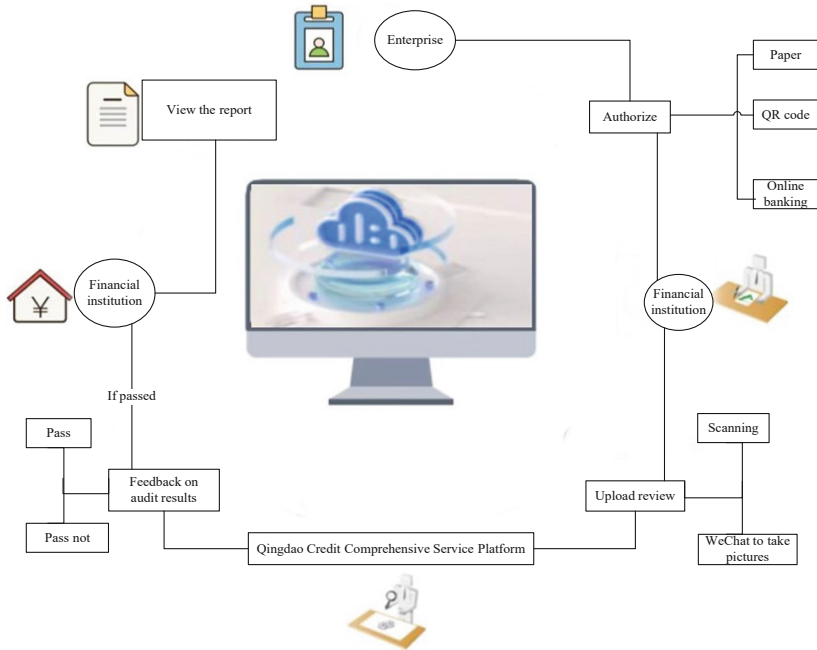 Enterprise
Paper
View the report
Authorize
QR code
Online
banking
Financial
institution
Financial
institution
¥
If passed
Pass
Scanning
Feedback on
audit results
Upload review
Pass not
Qingdao Credit Comprehensive Service Platform
WeChat to take
pictures